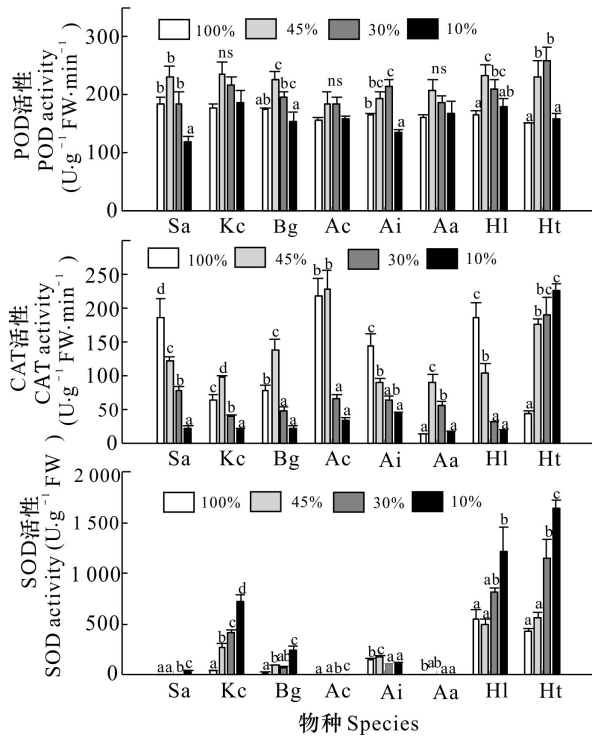 100% 45% 30% 10%
POD活性
POD activity
(U·g⁻¹ FW·min⁻¹)
300
200
100
0
a b b a
ns
ab c bc a
ns
b bc c a
ns
a c bc ab
a b b a
Sa Kc Bg Ac Ai Aa Hl Ht
100% 45% 30% 10%
CAT活性
CAT activity
(U·g⁻¹ FW·min⁻¹)
250
200
150
100
50
0
d c b a
c d b a
b c a a
b b a a
c b ab a
a c b a
c b a a
a b bc c
Sa Kc Bg Ac Ai Aa Hl Ht
100% 45% 30% 10%
SOD活性
SOD activity (U·g⁻¹ FW)
2 000
1 500
1 000
500
0
a a b c
a b c d
a b ab c
a a b c
b c a a
b ab a a
a a ab b
a a b c
Sa Kc Bg Ac Ai Aa Hl Ht
物种 Species